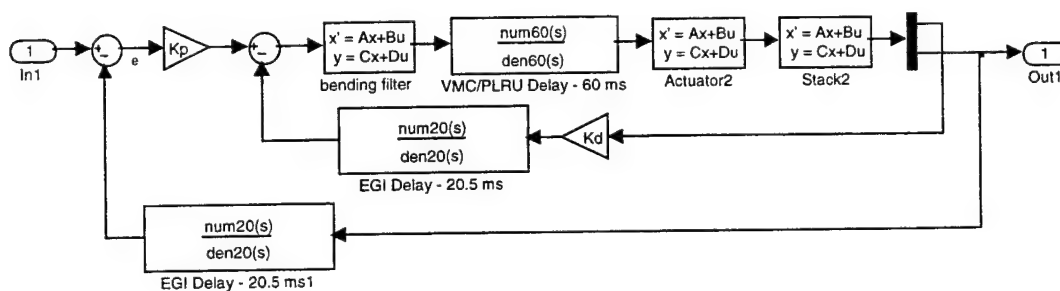 1
In1
e
Kp
x' = Ax+Bu
y = Cx+Du
bending filter
num60(s)
den60(s)
VMC/PLRU Delay - 60 ms
x' = Ax+Bu
y = Cx+Du
Actuator2
x' = Ax+Bu
y = Cx+Du
Stack2
1
Out1
num20(s)
den20(s)
EGI Delay - 20.5 ms
Kd
num20(s)
den20(s)
EGI Delay - 20.5 ms1